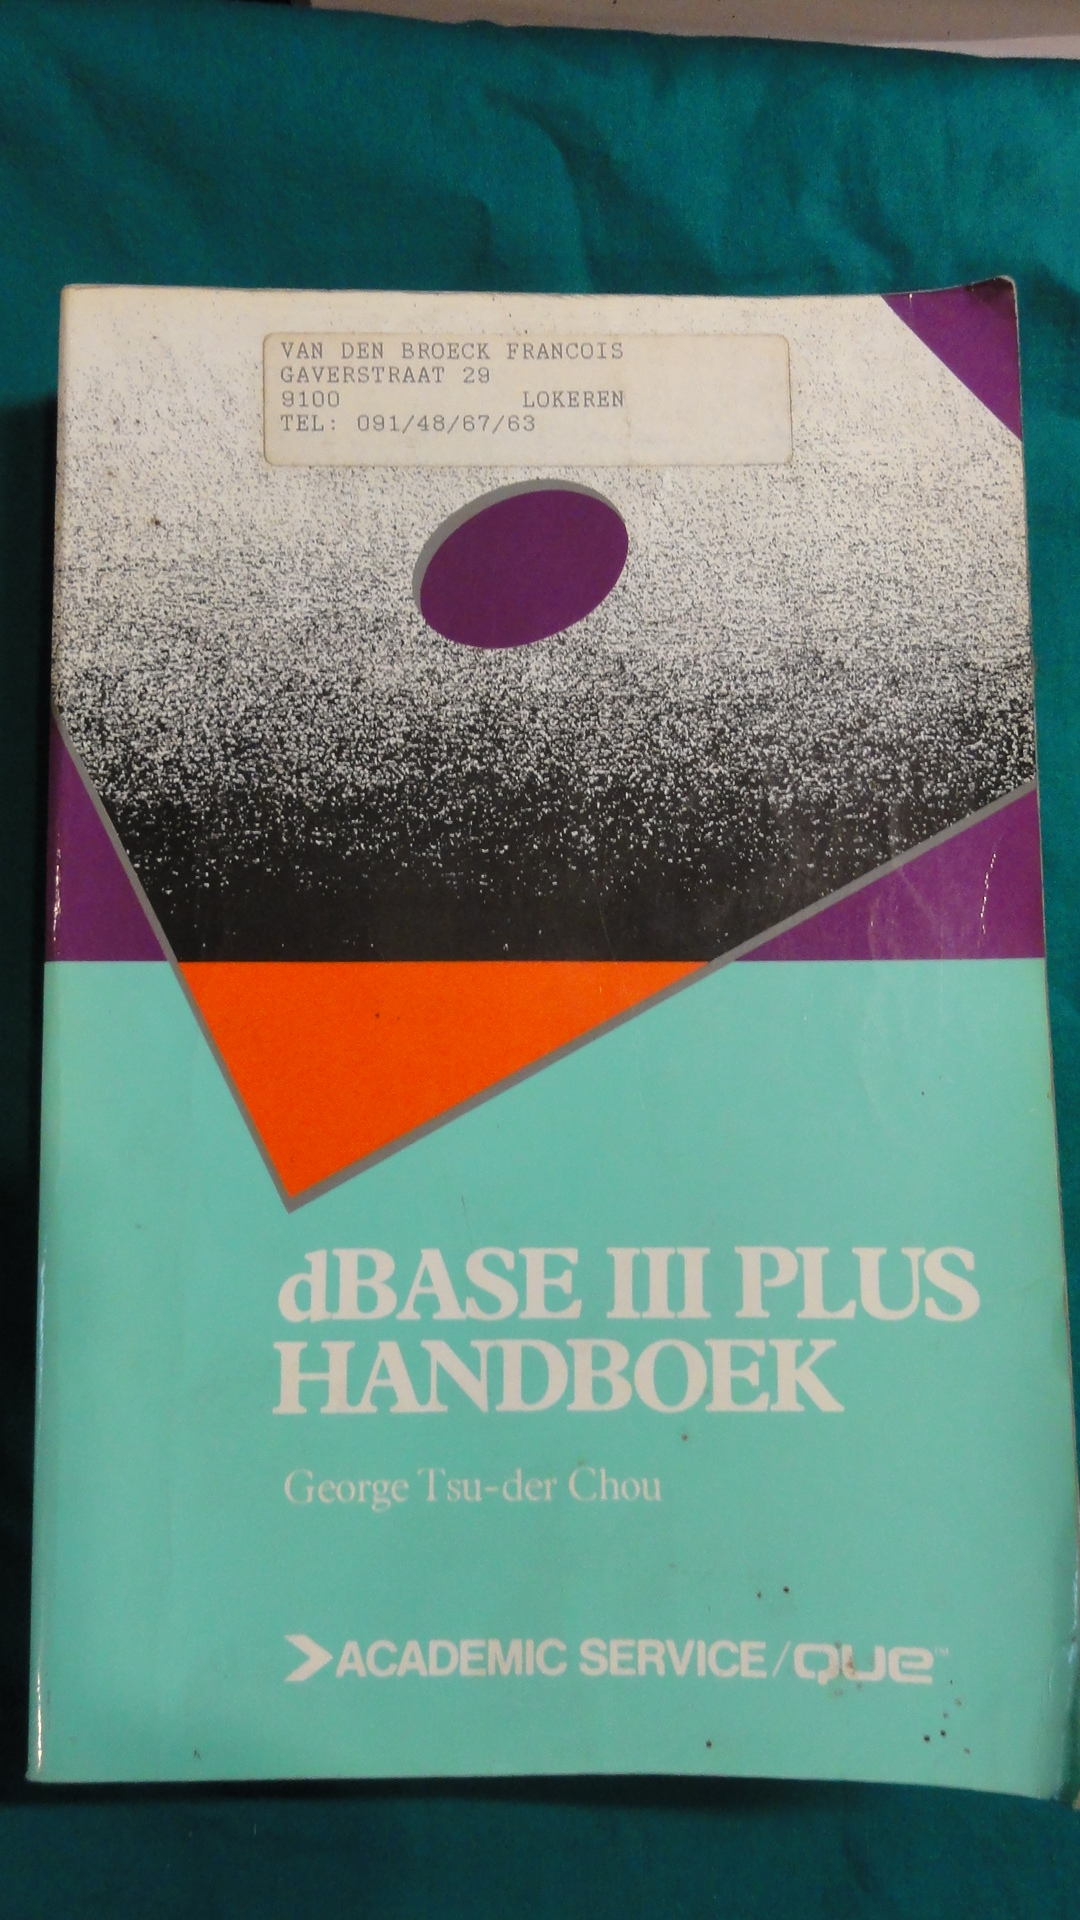 VAN DEN BROECK FRANCOIS
GAVERSTRAAT 29
9100 LOKEREN
TEL: 091/48/67/63
dBASE III PLUS
HANDBOEK
George Tsu-der Chou
ACADEMIC SERVICE/QUE™